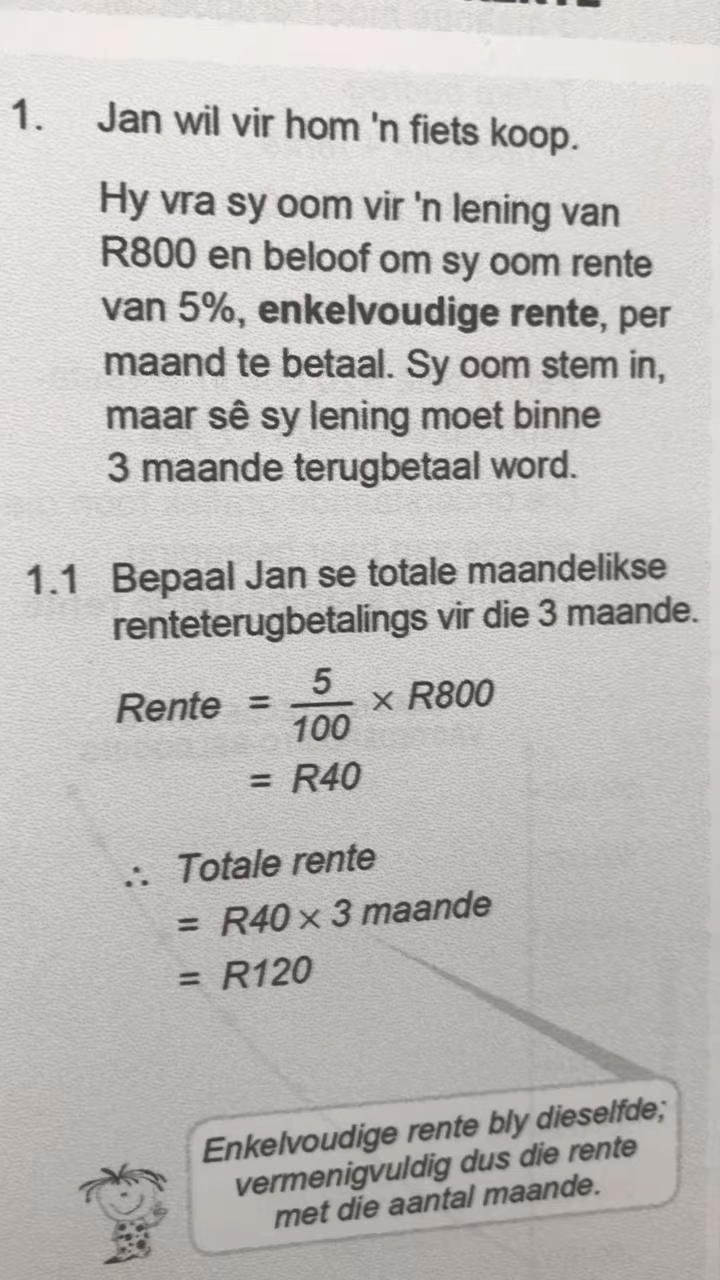 1. Jan wil vir hom 'n fiets koop.
Hy vra sy oom vir 'n lening van
R800 en beloof om sy oom rente
van 5%, enkelvoudige rente, per
maand te betaal. Sy oom stem in,
maar sê sy lening moet binne
3 maande terugbetaal word.
1.1 Bepaal Jan se totale maandelikse
renteterugbetalings vir die 3 maande.
Rente = 5/100 × R800
= R40
∴ Totale rente
= R40 × 3 maande
= R120
Enkelvoudige rente bly dieselfde;
vermenigvuldig dus die rente
met die aantal maande.